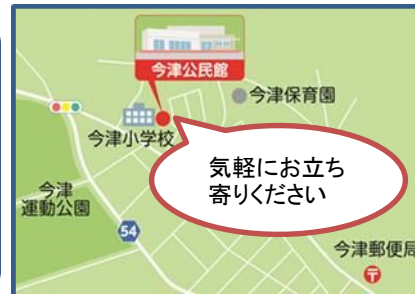 今津公民館
今津保育園
今津小学校
気軽にお立ち
寄りください
今津
運動公園
54
今津郵便局
〒